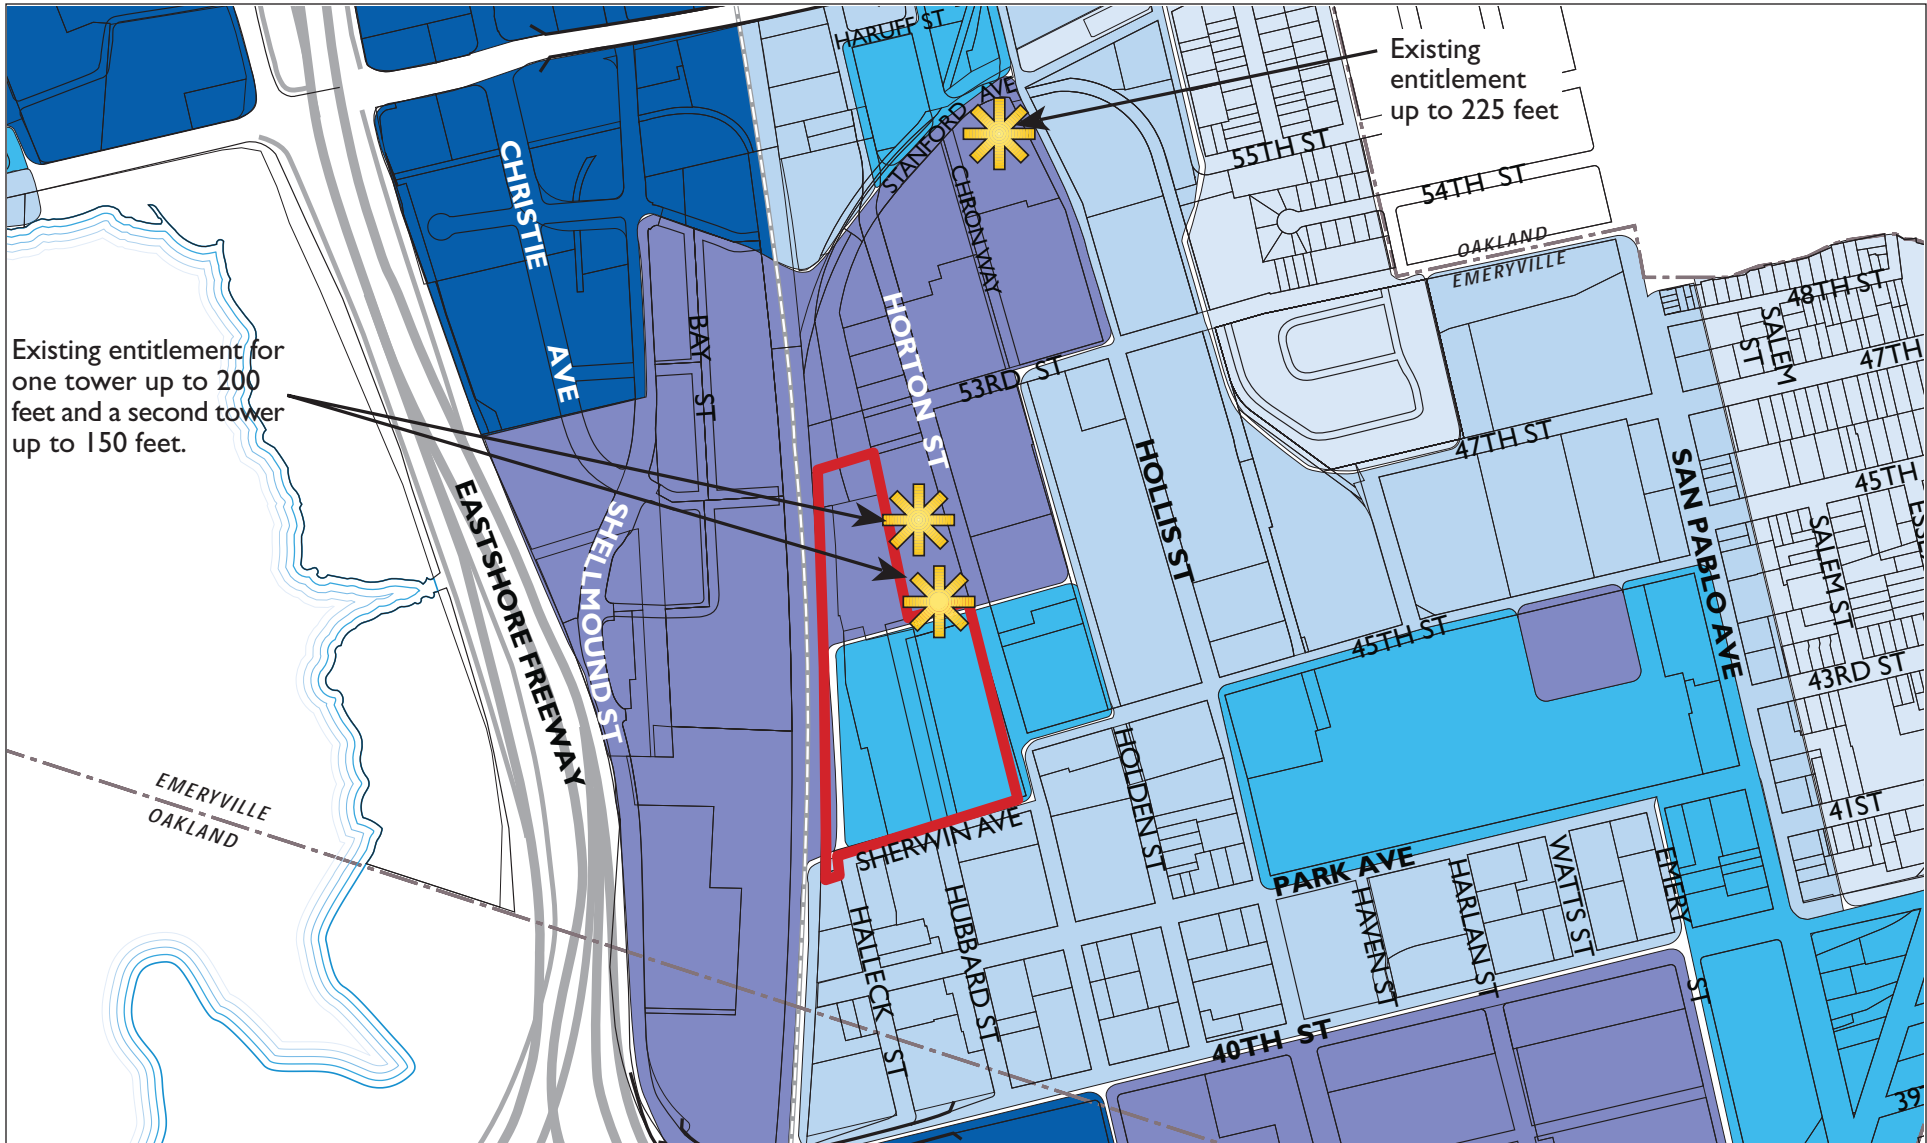 HARUFF ST
Existing
entitlement
up to 225 feet
STANFORD AVE
55TH ST
54TH ST
CHRISTIE
AVE
CHRONWAY
OAKLAND
EMERYVILLE
48TH ST
SALEM
ST
47TH
BAY ST
HORTON ST
53RD ST
Existing entitlement for
one tower up to 200
feet and a second tower
up to 150 feet.
HOLLIS ST
47TH ST
SAN PABLO AVE
45TH
EASTSHORE FREEWAY
SHELLMOUND ST
SALEM ST
45TH ST
43RD ST
EMERYVILLE
OAKLAND
HOLDEN ST
41ST
SHERWIN AVE
PARK AVE
HALLECK ST
HUBBARD ST
HAVEN ST
HARLAN ST
WATTS ST
EMERY ST
40TH ST
39